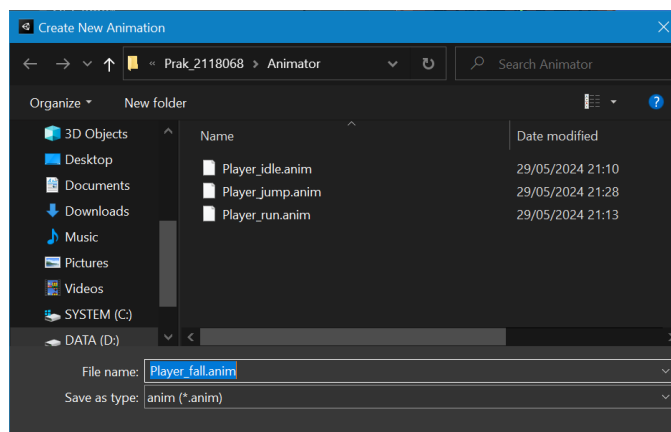 Create New Animation
« Prak_2118068 > Animator
Search Animator
Organize
New folder
3D Objects
Desktop
Documents
Downloads
Music
Pictures
Videos
SYSTEM (C:)
DATA (D:)
Name
Date modified
Player_idle.anim 29/05/2024 21:10
Player_jump.anim 29/05/2024 21:28
Player_run.anim 29/05/2024 21:13
File name: Player_fall.anim
Save as type: anim (*.anim)